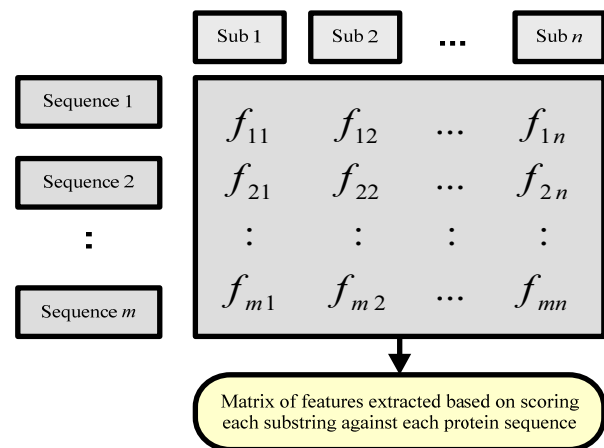 Sub 1 Sub 2 ... Sub n
Sequence 1
f11 f12 ... f1n
Sequence 2
f21 f22 ... f2n
: : : : :
Sequence m
fm1 fm2 ... fmn
Matrix of features extracted based on scoring
each substring against each protein sequence